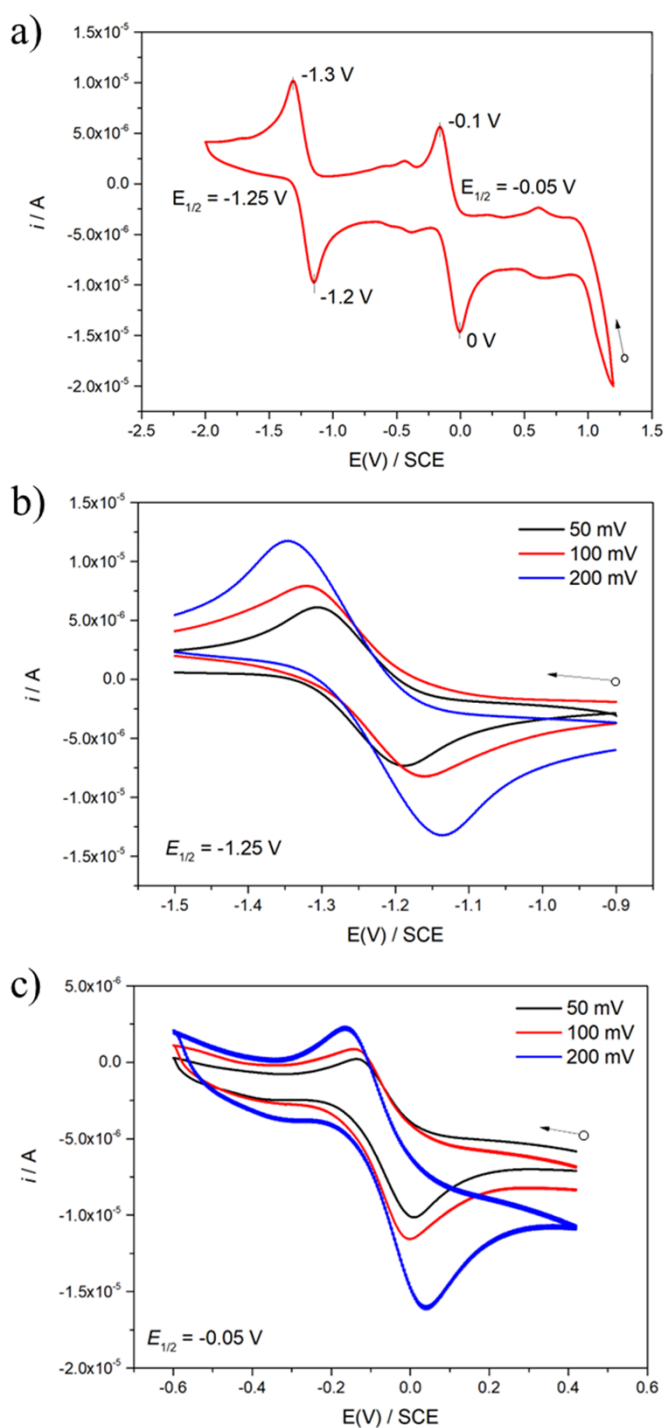 a)
1.5x10⁻⁵
1.0x10⁻⁵
5.0x10⁻⁶
0.0
-5.0x10⁻⁶
-1.0x10⁻⁵
-1.5x10⁻⁵
-2.0x10⁻⁵
i / A
-1.3 V
-0.1 V
E1/2 = -1.25 V
E1/2 = -0.05 V
-1.2 V
0 V
-2.5 -2.0 -1.5 -1.0 -0.5 0.0 0.5 1.0 1.5
E(V) / SCE
b)
1.5x10⁻⁵
1.0x10⁻⁵
5.0x10⁻⁶
0.0
-5.0x10⁻⁶
-1.0x10⁻⁵
-1.5x10⁻⁵
i / A
50 mV
100 mV
200 mV
E1/2 = -1.25 V
-1.5 -1.4 -1.3 -1.2 -1.1 -1.0 -0.9
E(V) / SCE
c)
5.0x10⁻⁶
0.0
-5.0x10⁻⁶
-1.0x10⁻⁵
-1.5x10⁻⁵
-2.0x10⁻⁵
i / A
50 mV
100 mV
200 mV
E1/2 = -0.05 V
-0.6 -0.4 -0.2 0.0 0.2 0.4 0.6
E(V) / SCE